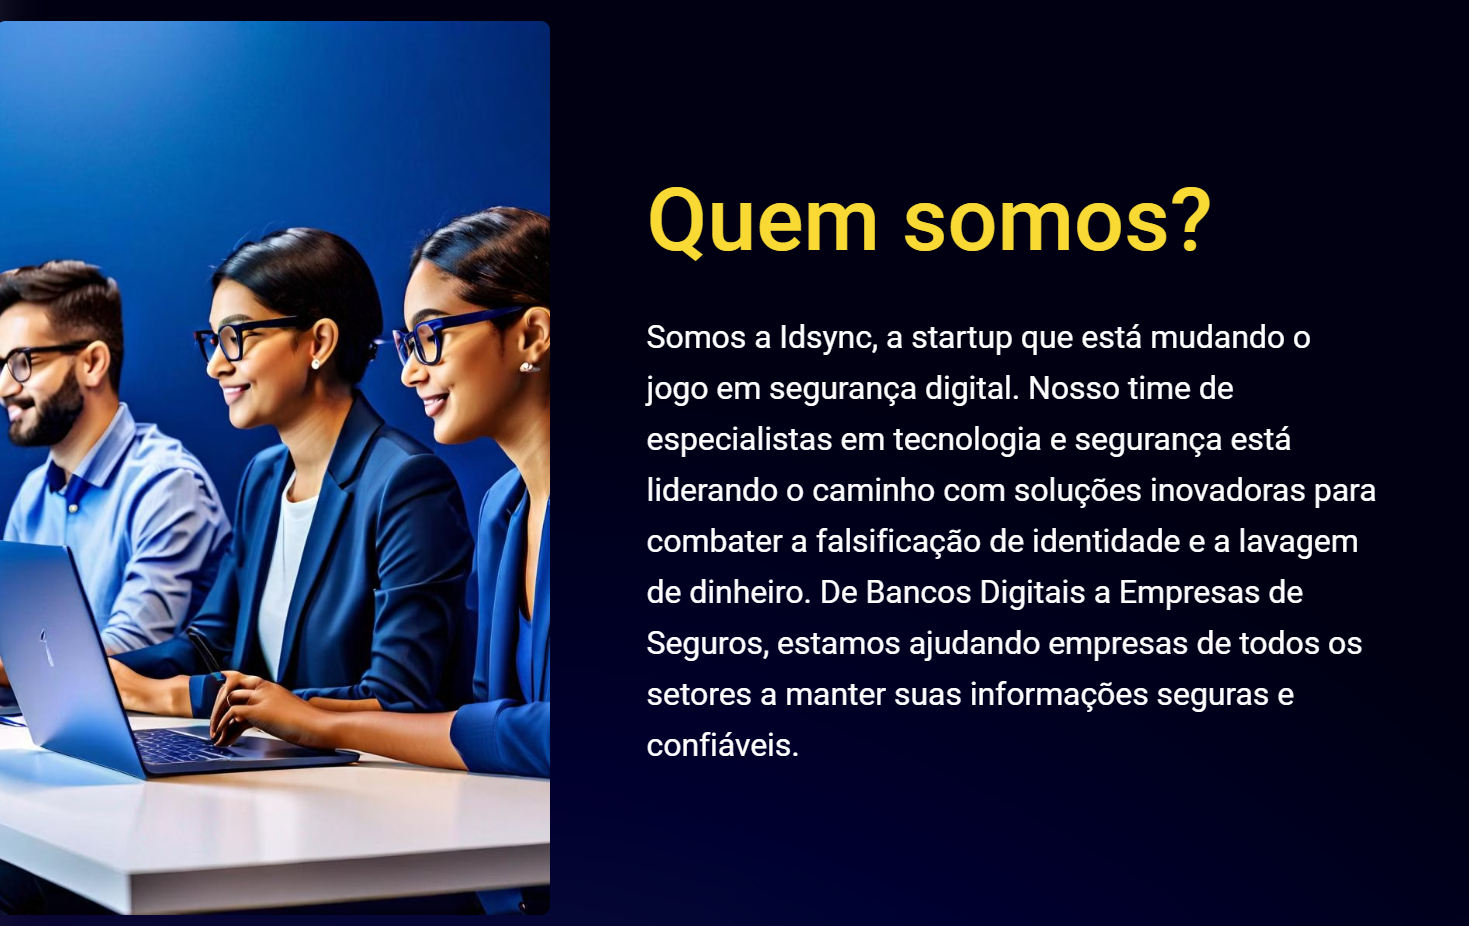 Quem somos?
Somos a Idsync, a startup que está mudando o
jogo em segurança digital. Nosso time de
especialistas em tecnologia e segurança está
liderando o caminho com soluções inovadoras para
combater a falsificação de identidade e a lavagem
de dinheiro. De Bancos Digitais a Empresas de
Seguros, estamos ajudando empresas de todos os
setores a manter suas informações seguras e
confiáveis.